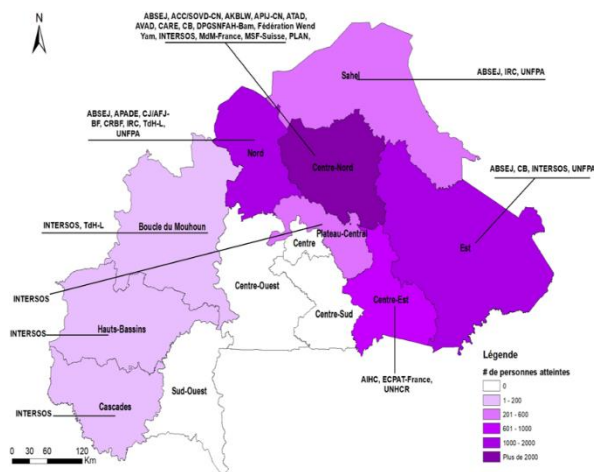 ABSEJ, ACC/SOVD-CN, AKBLW, APIJ-CN, ATAD,
AVAD, CARE, CB, DPGSNFAH-Bam, Fédération Wend
Yam, INTERSOS, MdM-France, MSF-Suisse, PLAN,
N
Sahel
ABSEJ, IRC, UNFPA
ABSEJ, APADE, CJ/AFJ-
BF, CRBF, IRC, TdH-L,
UNFPA
Nord
Centre-Nord
ABSEJ, CB, INTERSOS, UNFPA
INTERSOS, TdH-L
Boucle du Mouhoun
Plateau-Central
Est
Centre
INTERSOS
Centre-Ouest
Centre-Est
INTERSOS
Hauts-Bassins
Centre-Sud
AIHC, ECPAT-France,
UNHCR
INTERSOS
Cascades
Sud-Ouest
Légende
# de personnes atteintes
0
1 - 200
201 - 600
601 - 1000
1000 - 2000
Plus de 2000
0 30 60 120
Km